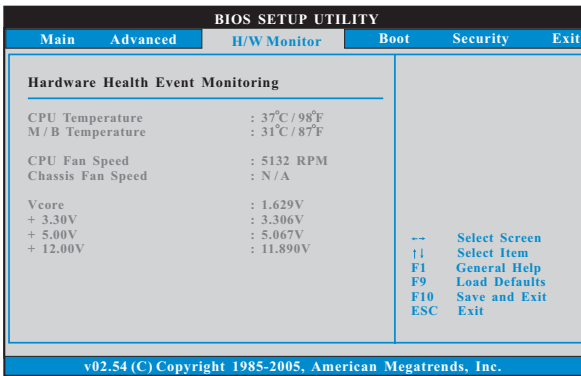 BIOS SETUP UTILITY
Main Advanced H/W Monitor Boot Security Exit
Hardware Health Event Monitoring
CPU Temperature : 37°C / 98°F
M / B Temperature : 31°C / 87°F
CPU Fan Speed : 5132 RPM
Chassis Fan Speed : N / A
Vcore : 1.629V
+ 3.30V : 3.306V
+ 5.00V : 5.067V
+ 12.00V : 11.890V
←→ Select Screen
↑↓ Select Item
F1 General Help
F9 Load Defaults
F10 Save and Exit
ESC Exit
v02.54 (C) Copyright 1985-2005, American Megatrends, Inc.